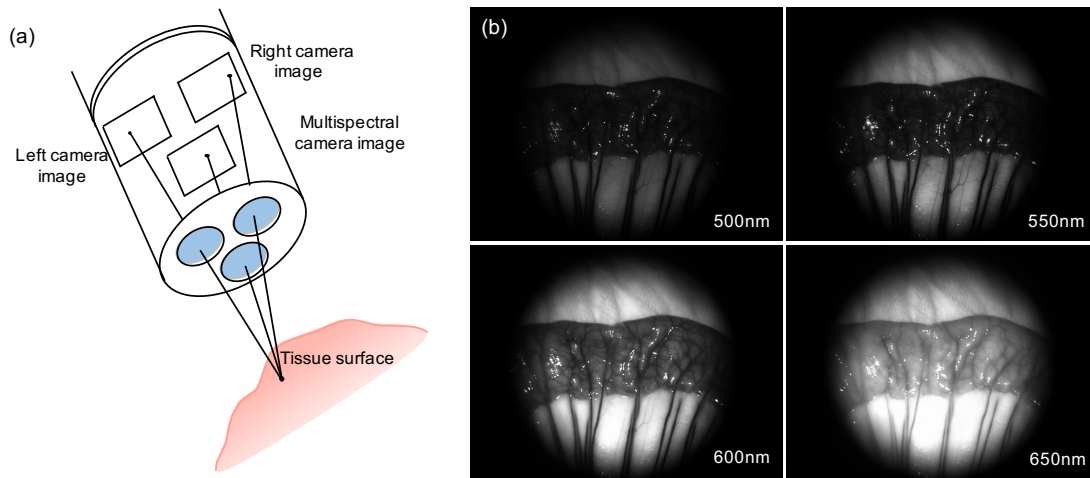 (a)
Right camera
image
Multispectral
camera image
Left camera
image
Tissue surface
(b)
500nm
550nm
600nm
650nm